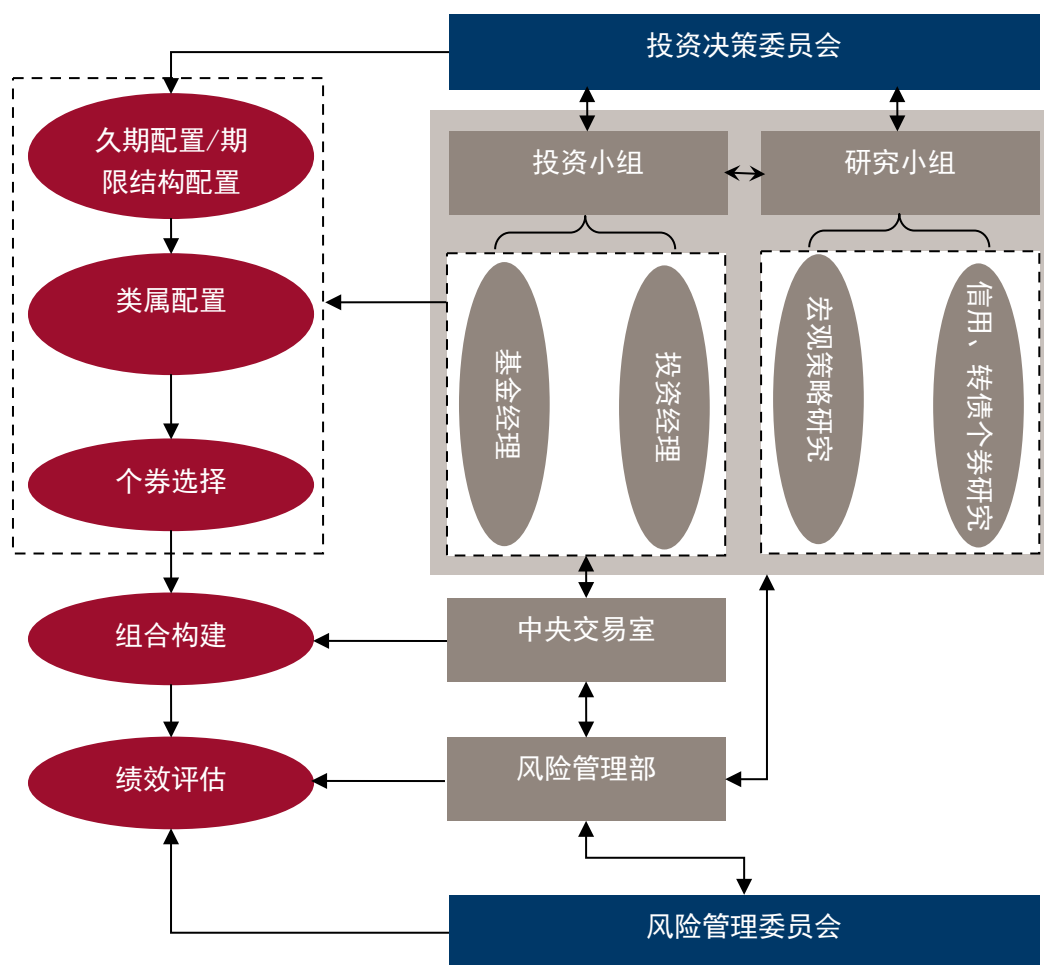 投资决策委员会
久期配置/期
限结构配置
投资小组
研究小组
类属配置
基金经理
投资经理
宏观策略研究
信用、转债个券研究
个券选择
组合构建
中央交易室
绩效评估
风险管理部
风险管理委员会